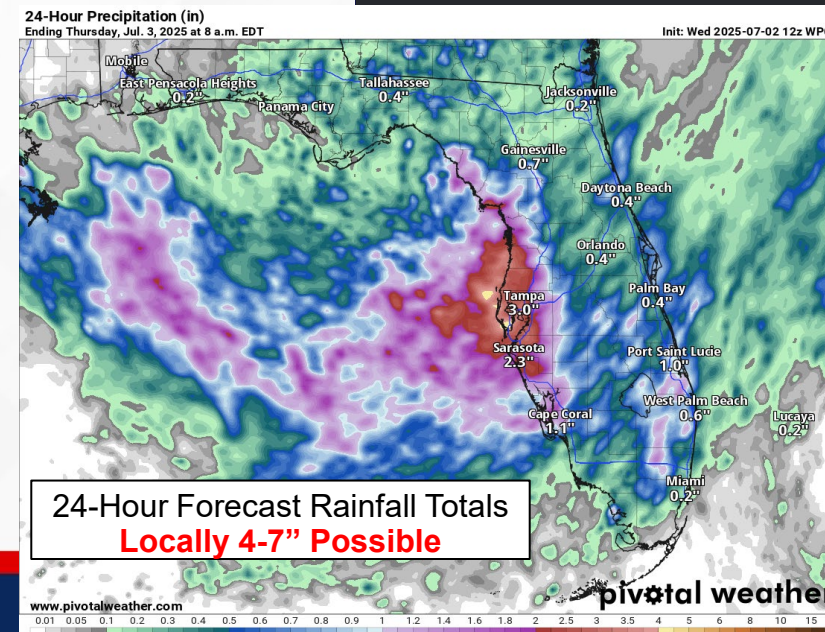 24-Hour Precipitation (in)
Ending Thursday, Jul. 3, 2025 at 8 a.m. EDT
Init: Wed 2025-07-02 12z WPC
Mobile
East Pensacola Heights
0.2"
Panama City
Tallahassee
0.4"
Jacksonville
0.2"
Gainesville
0.7"
Daytona Beach
0.4"
Orlando
0.4"
Palm Bay
0.4"
Tampa
3.0"
Sarasota
2.3"
Port Saint Lucie
1.0"
West Palm Beach
0.6"
Cape Coral
1.1"
Lucaya
0.2"
Miami
0.2"
24-Hour Forecast Rainfall Totals
Locally 4-7” Possible
pivotal weather
www.pivotalweather.com
0.01 0.05 0.1 0.2 0.3 0.4 0.5 0.6 0.7 0.8 0.9 1 1.2 1.4 1.6 1.8 2 2.5 3 3.5 4 5 6 8 10 15